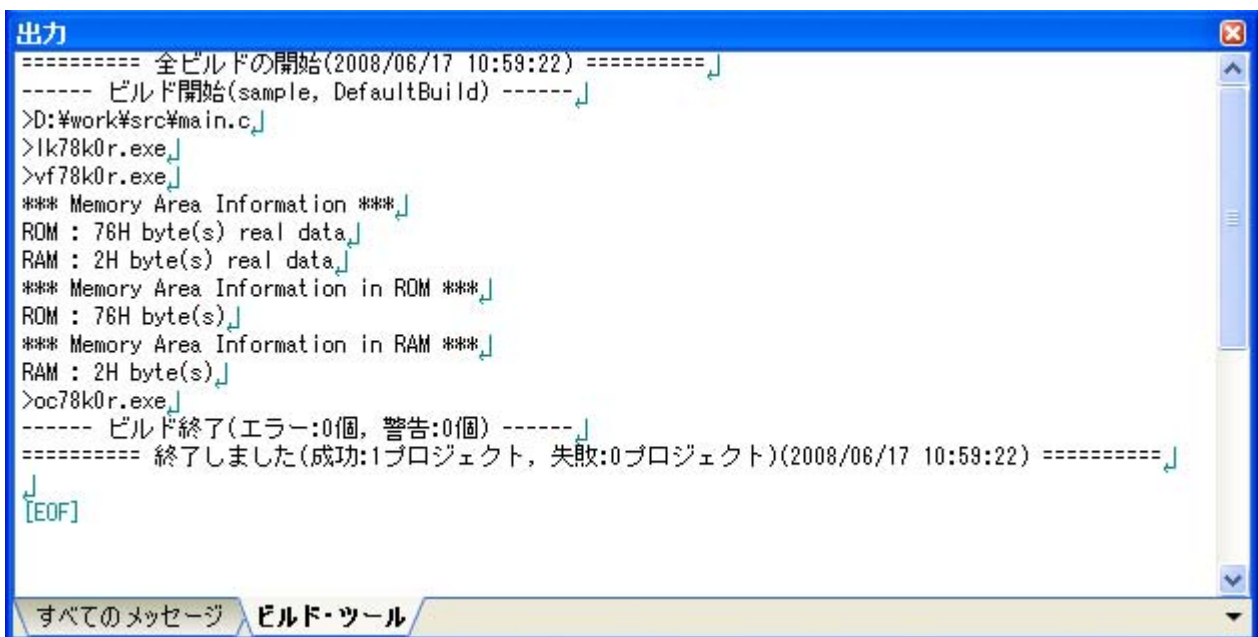 出力
========== 全ビルドの開始(2008/06/17 10:59:22) ==========↵
------ ビルド開始(sample, DefaultBuild) ------↵
>D:¥work¥src¥main.c↵
>lk78k0r.exe↵
>vf78k0r.exe↵
*** Memory Area Information ***↵
ROM : 76H byte(s) real data↵
RAM : 2H byte(s) real data↵
*** Memory Area Information in ROM ***↵
ROM : 76H byte(s)↵
*** Memory Area Information in RAM ***↵
RAM : 2H byte(s)↵
>oc78k0r.exe↵
------ ビルド終了(エラー:0個, 警告:0個) ------↵
========== 終了しました(成功:1プロジェクト, 失敗:0プロジェクト)(2008/06/17 10:59:22) ==========↵
↵
[EOF]
すべてのメッセージ ビルド・ツール